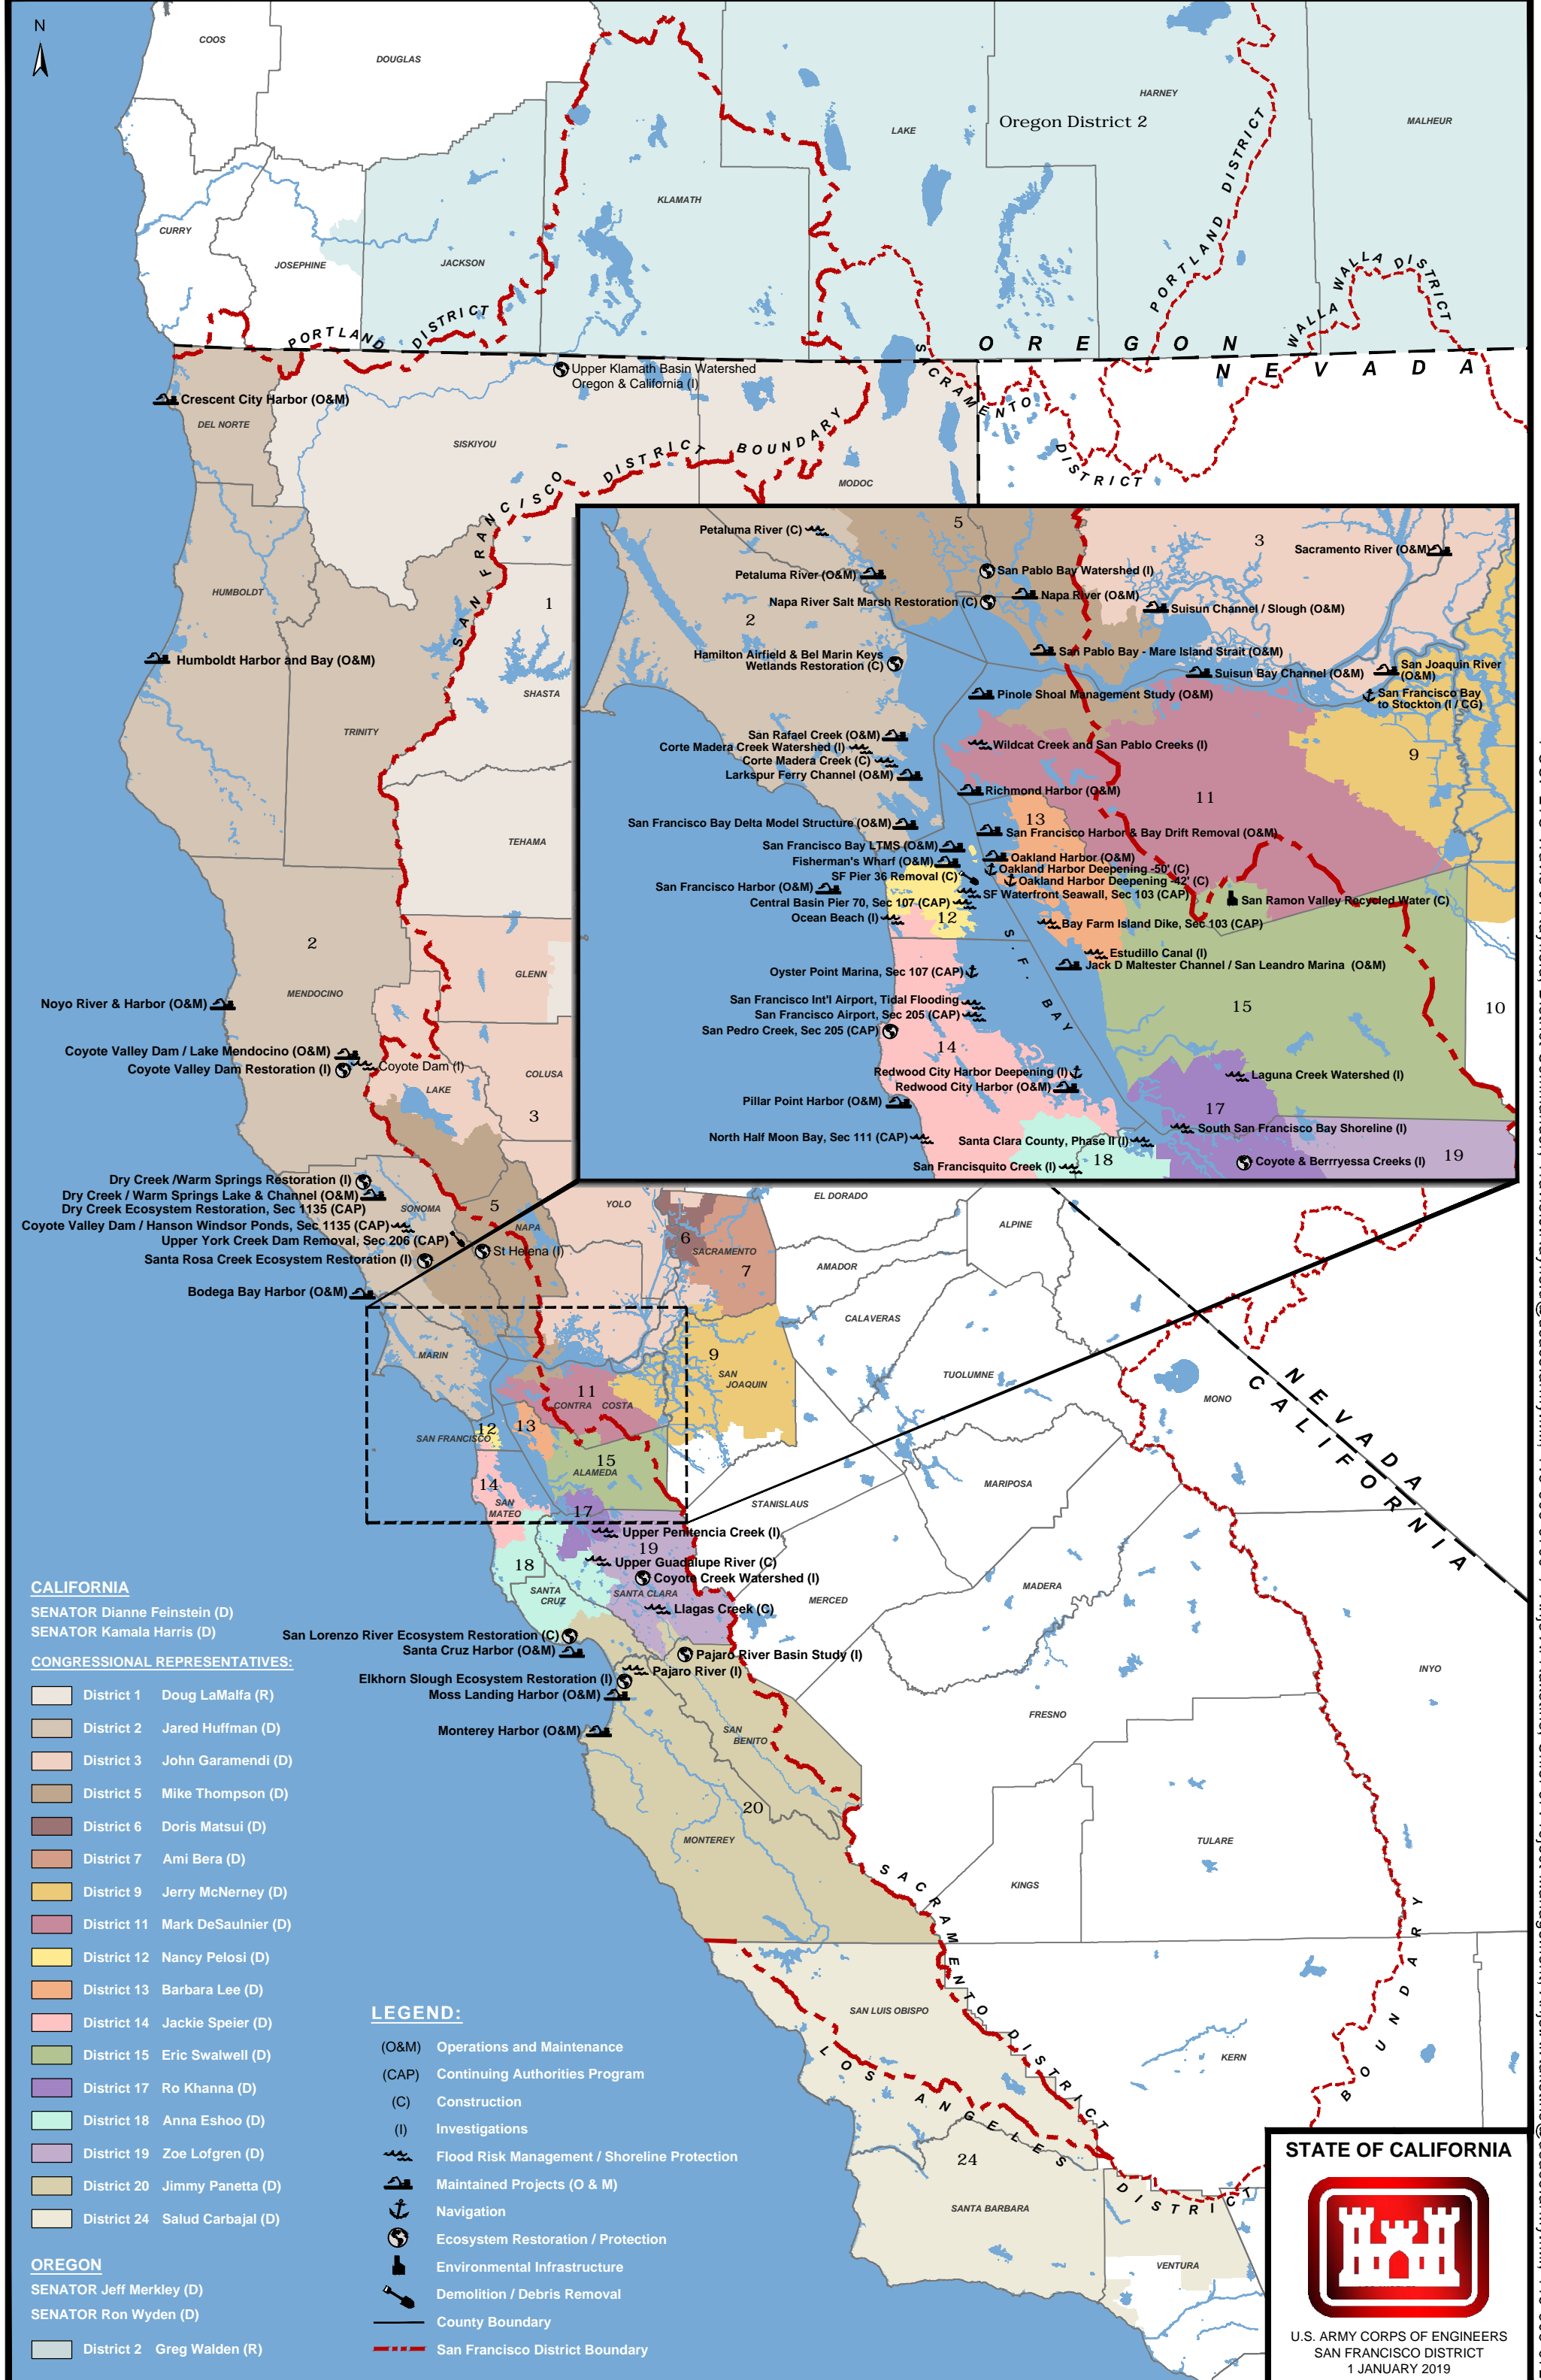 N
COOS
DOUGLAS
CURRY
JOSEPHINE
JACKSON
KLAMATH
LAKE
HARNEY
MALHEUR
Oregon District 2
PORTLAND DISTRICT
PORTLAND DISTRICT
WALLA WALLA DISTRICT
OREGON
NEVADA
SACRAMENTO DISTRICT
Upper Klamath Basin Watershed
Oregon & California (I)
Crescent City Harbor (O&M)
DEL NORTE
SISKIYOU
MODOC
SAN FRANCISCO DISTRICT BOUNDARY
HUMBOLDT
Humboldt Harbor and Bay (O&M)
1
SHASTA
TRINITY
TEHAMA
2
MENDOCINO
GLENN
Noyo River & Harbor (O&M)
Coyote Valley Dam / Lake Mendocino (O&M)
Coyote Valley Dam Restoration (I)
Coyote Dam (I)
LAKE
COLUSA
3
Dry Creek /Warm Springs Restoration (I)
Dry Creek / Warm Springs Lake & Channel (O&M)
Dry Creek Ecosystem Restoration, Sec 1135 (CAP)
Coyote Valley Dam / Hanson Windsor Ponds, Sec 1135 (CAP)
Upper York Creek Dam Removal, Sec 206 (CAP)
Santa Rosa Creek Ecosystem Restoration (I)
St Helena (I)
Bodega Bay Harbor (O&M)
SONOMA
5
NAPA
YOLO
6
SACRAMENTO
7
EL DORADO
ALPINE
AMADOR
CALAVERAS
TUOLUMNE
MONO
MARIN
9
SAN
JOAQUIN
11
CONTRA COSTA
12
13
SAN FRANCISCO
15
ALAMEDA
14
SAN
MATEO
17
STANISLAUS
MARIPOSA
NEVADA
CALIFORNIA
Petaluma River (C)
5
3
Sacramento River (O&M)
Petaluma River (O&M)
San Pablo Bay Watershed (I)
Napa River Salt Marsh Restoration (C)
Napa River (O&M)
Suisun Channel / Slough (O&M)
2
Hamilton Airfield & Bel Marin Keys
Wetlands Restoration (C)
San Pablo Bay - Mare Island Strait (O&M)
Suisun Bay Channel (O&M)
San Joaquin River
(O&M)
Pinole Shoal Management Study (O&M)
San Francisco Bay
to Stockton (I / CG)
San Rafael Creek (O&M)
Corte Madera Creek Watershed (I)
Corte Madera Creek (C)
Larkspur Ferry Channel (O&M)
Wildcat Creek and San Pablo Creeks (I)
9
Richmond Harbor (O&M)
11
San Francisco Bay Delta Model Structure (O&M)
13
San Francisco Harbor & Bay Drift Removal (O&M)
San Francisco Bay LTMS (O&M)
Fisherman's Wharf (O&M)
Oakland Harbor (O&M)
Oakland Harbor Deepening -50' (C)
SF Pier 36 Removal (C)
Oakland Harbor Deepening -42' (C)
San Francisco Harbor (O&M)
SF Waterfront Seawall, Sec 103 (CAP)
San Ramon Valley Recycled Water (C)
Central Basin Pier 70, Sec 107 (CAP)
Ocean Beach (I)
12
Bay Farm Island Dike, Sec 103 (CAP)
S.F. BAY
Estudillo Canal (I)
Jack D Maltester Channel / San Leandro Marina (O&M)
Oyster Point Marina, Sec 107 (CAP)
San Francisco Int'l Airport, Tidal Flooding
San Francisco Airport, Sec 205 (CAP)
San Pedro Creek, Sec 205 (CAP)
15
10
14
Redwood City Harbor Deepening (I)
Redwood City Harbor (O&M)
Laguna Creek Watershed (I)
Pillar Point Harbor (O&M)
17
North Half Moon Bay, Sec 111 (CAP)
South San Francisco Bay Shoreline (I)
Santa Clara County, Phase II (I)
San Francisquito Creek (I)
18
Coyote & Berrryessa Creeks (I)
19
Upper Penitencia Creek (I)
19
Upper Guadalupe River (C)
Coyote Creek Watershed (I)
18
SANTA
CRUZ
SANTA CLARA
Llagas Creek (C)
MERCED
MADERA
San Lorenzo River Ecosystem Restoration (C)
Santa Cruz Harbor (O&M)
Pajaro River Basin Study (I)
Pajaro River (I)
Elkhorn Slough Ecosystem Restoration (I)
Moss Landing Harbor (O&M)
Monterey Harbor (O&M)
SAN
BENITO
FRESNO
INYO
20
MONTEREY
KINGS
TULARE
SACRAMENTO DISTRICT
SAN LUIS OBISPO
KERN
LOS ANGELES DISTRICT
BOUNDARY
24
SANTA BARBARA
VENTURA
CALIFORNIA
SENATOR Dianne Feinstein (D)
SENATOR Kamala Harris (D)
CONGRESSIONAL REPRESENTATIVES:
District 1 Doug LaMalfa (R)
District 2 Jared Huffman (D)
District 3 John Garamendi (D)
District 5 Mike Thompson (D)
District 6 Doris Matsui (D)
District 7 Ami Bera (D)
District 9 Jerry McNerney (D)
District 11 Mark DeSaulnier (D)
District 12 Nancy Pelosi (D)
District 13 Barbara Lee (D)
District 14 Jackie Speier (D)
District 15 Eric Swalwell (D)
District 17 Ro Khanna (D)
District 18 Anna Eshoo (D)
District 19 Zoe Lofgren (D)
District 20 Jimmy Panetta (D)
District 24 Salud Carbajal (D)
OREGON
SENATOR Jeff Merkley (D)
SENATOR Ron Wyden (D)
District 2 Greg Walden (R)
LEGEND:
(O&M) Operations and Maintenance
(CAP) Continuing Authorities Program
(C) Construction
(I) Investigations
Flood Risk Management / Shoreline Protection
Maintained Projects (O & M)
Navigation
Ecosystem Restoration / Protection
Environmental Infrastructure
Demolition / Debris Removal
County Boundary
San Francisco District Boundary
STATE OF CALIFORNIA
U.S. ARMY CORPS OF ENGINEERS
SAN FRANCISCO DISTRICT
1 JANUARY 2019